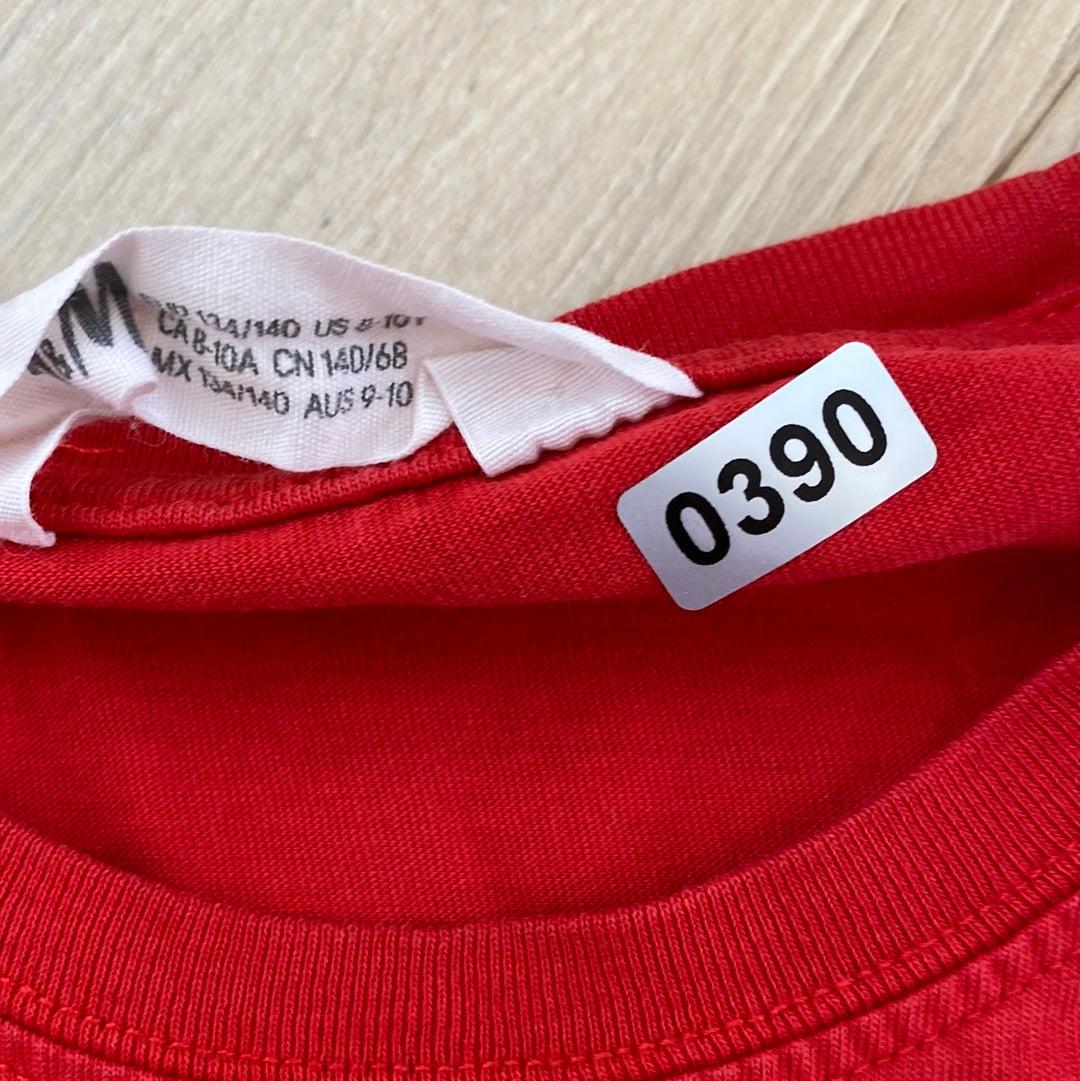 H&M
134/140 US 8-10Y
CA 8-10A CN 140/68
MX 134/140 AUS 9-10
0390